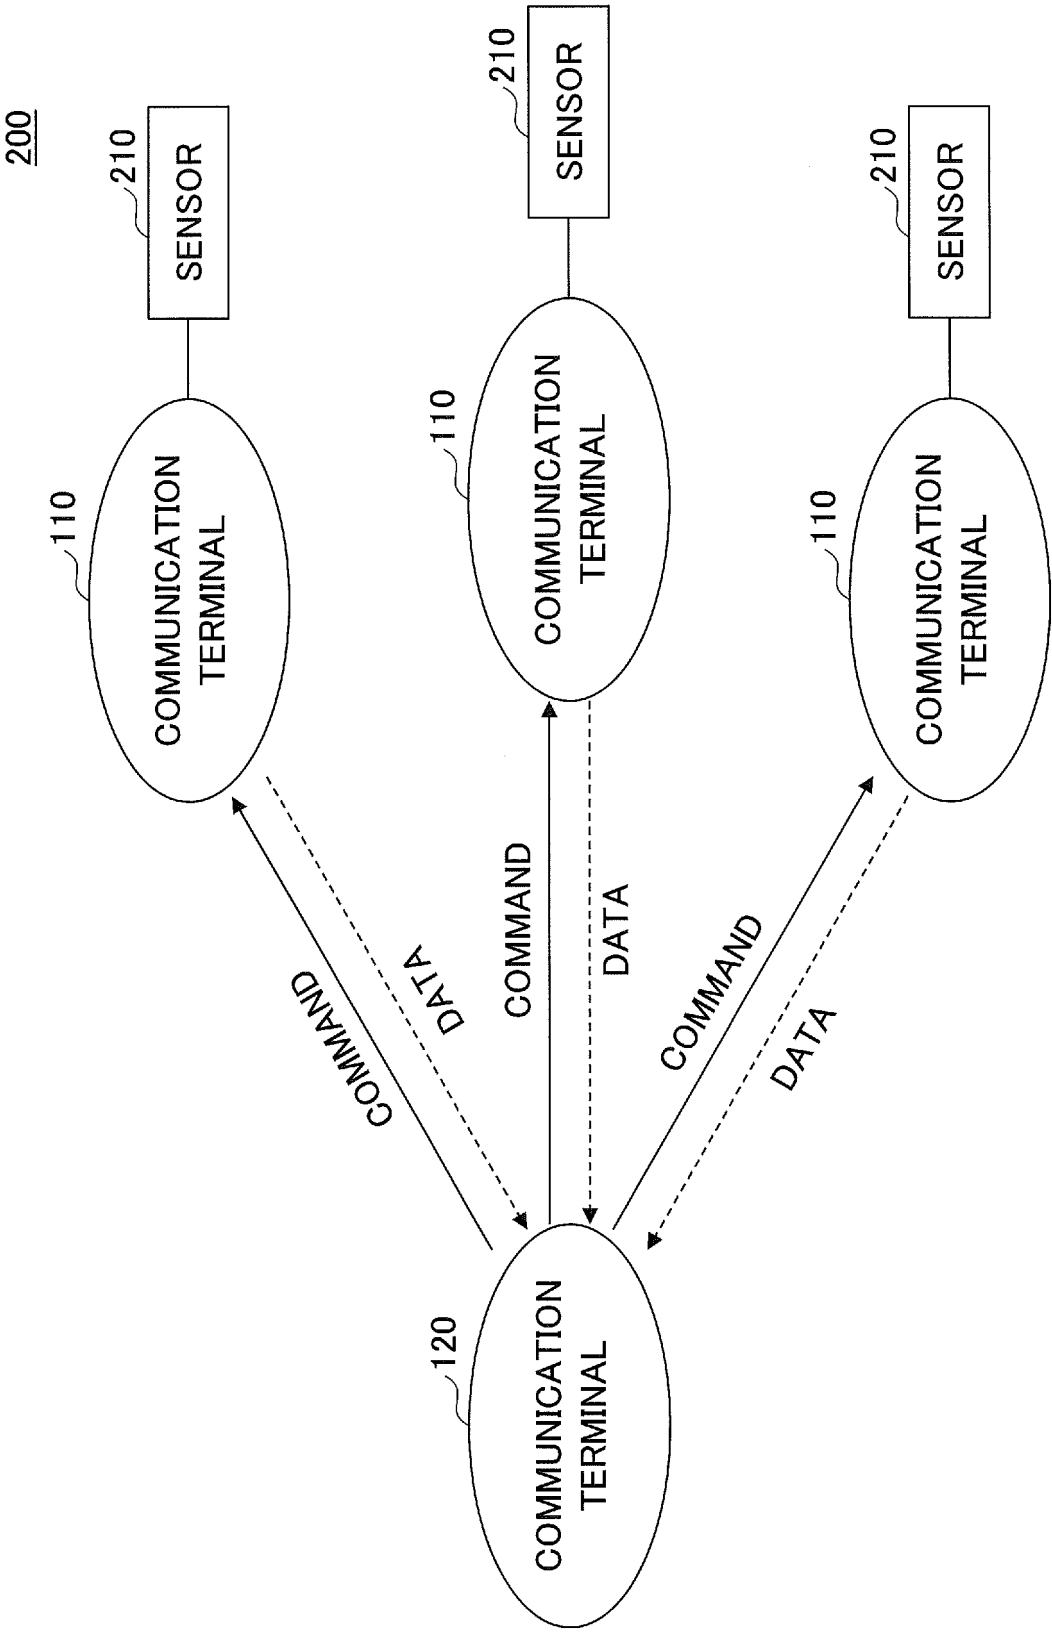 200
210
SENSOR
110
COMMUNICATION
TERMINAL
210
SENSOR
110
COMMUNICATION
TERMINAL
210
SENSOR
110
COMMUNICATION
TERMINAL
COMMAND
DATA
COMMAND
DATA
COMMAND
DATA
120
COMMUNICATION
TERMINAL